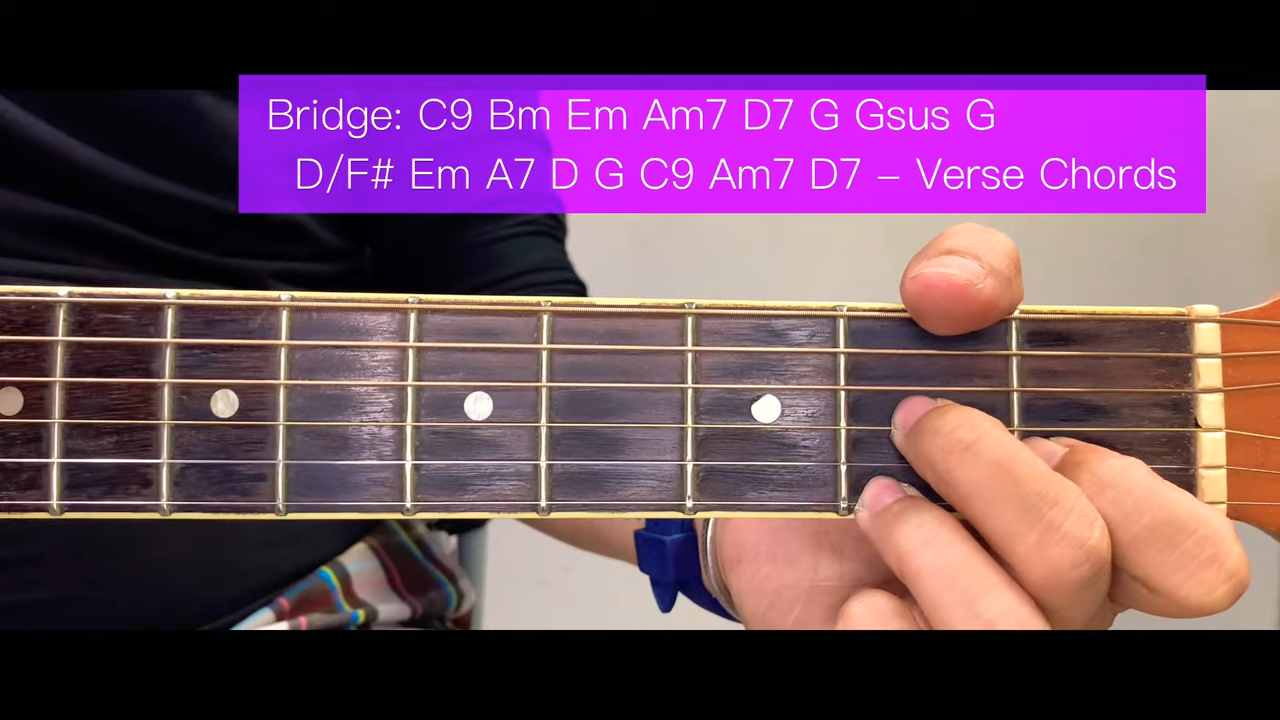 Bridge: C9 Bm Em Am7 D7 G Gsus G
D/F# Em A7 D G C9 Am7 D7 – Verse Chords